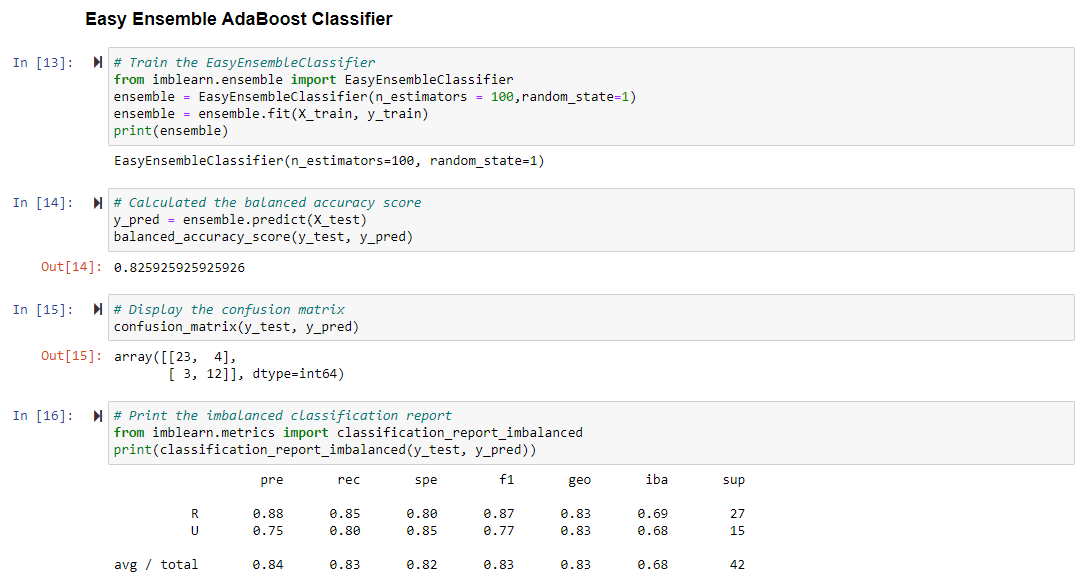 Easy Ensemble AdaBoost Classifier
In [13]:
# Train the EasyEnsembleClassifier
from imblearn.ensemble import EasyEnsembleClassifier
ensemble = EasyEnsembleClassifier(n_estimators = 100,random_state=1)
ensemble = ensemble.fit(X_train, y_train)
print(ensemble)
EasyEnsembleClassifier(n_estimators=100, random_state=1)
In [14]:
# Calculated the balanced accuracy score
y_pred = ensemble.predict(X_test)
balanced_accuracy_score(y_test, y_pred)
Out[14]: 0.825925925925926
In [15]:
# Display the confusion matrix
confusion_matrix(y_test, y_pred)
Out[15]: array([[23,  4],
       [ 3, 12]], dtype=int64)
In [16]:
# Print the imbalanced classification report
from imblearn.metrics import classification_report_imbalanced
print(classification_report_imbalanced(y_test, y_pred))
pre rec spe f1 geo iba sup
R 0.88 0.85 0.80 0.87 0.83 0.69 27
U 0.75 0.80 0.85 0.77 0.83 0.68 15
avg / total 0.84 0.83 0.82 0.83 0.83 0.68 42